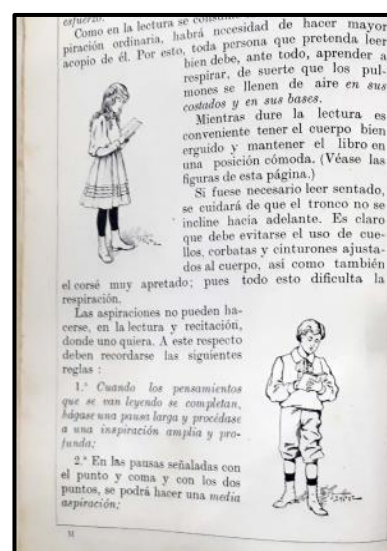 esfuerzo.
Como en la lectura se
piración ordinaria, habrá necesidad de hacer mayor
acopio de él. Por esto, toda persona que pretenda leer
bien debe, ante todo, aprender a
respirar, de suerte que los pul-
mones se llenen de aire en sus
costados y en sus bases.
Mientras dure la lectura es
conveniente tener el cuerpo bien
erguido y mantener el libro en
una posición cómoda. (Véase las
figuras de esta página.)
Si fuese necesario leer sentado,
se cuidará de que el tronco no se
incline hacia adelante. Es claro
que debe evitarse el uso de cue-
llos, corbatas y cinturones ajusta-
dos al cuerpo, así como también
el corsé muy apretado; pues todo esto dificulta la
respiración.
Las aspiraciones no pueden ha-
cerse, en la lectura y recitación,
donde uno quiera. A este respecto
deben recordarse las siguientes
reglas :
1.ª Cuando los pensamientos
que se van leyendo se completan,
hágase una pausa larga y procédase
a una inspiración amplia y pro-
funda;
2.ª En las pausas señaladas con
el punto y coma y con los dos
puntos, se podrá hacer una media
aspiración;